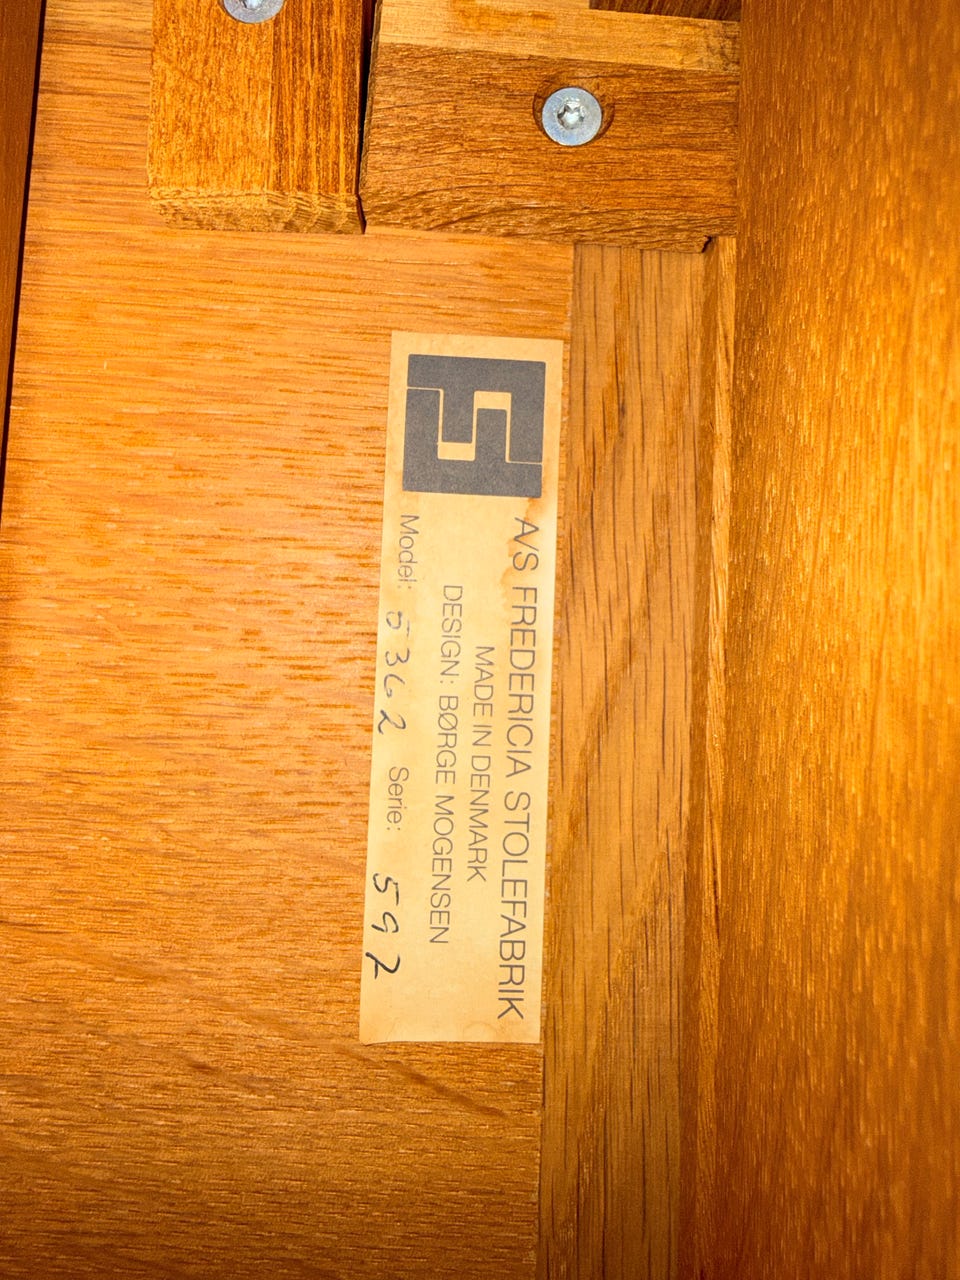 A/S FREDERICIA STOLEFABRIK
MADE IN DENMARK
DESIGN: BØRGE MOGENSEN
Model: 5362 Serie: 592